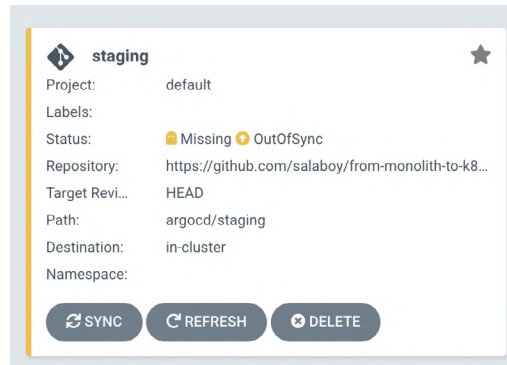 staging
Project: default
Labels:
Status: Missing OutOfSync
Repository: https://github.com/salaboy/from-monolith-to-k8...
Target Revi... HEAD
Path: argocd/staging
Destination: in-cluster
Namespace:
SYNC REFRESH DELETE